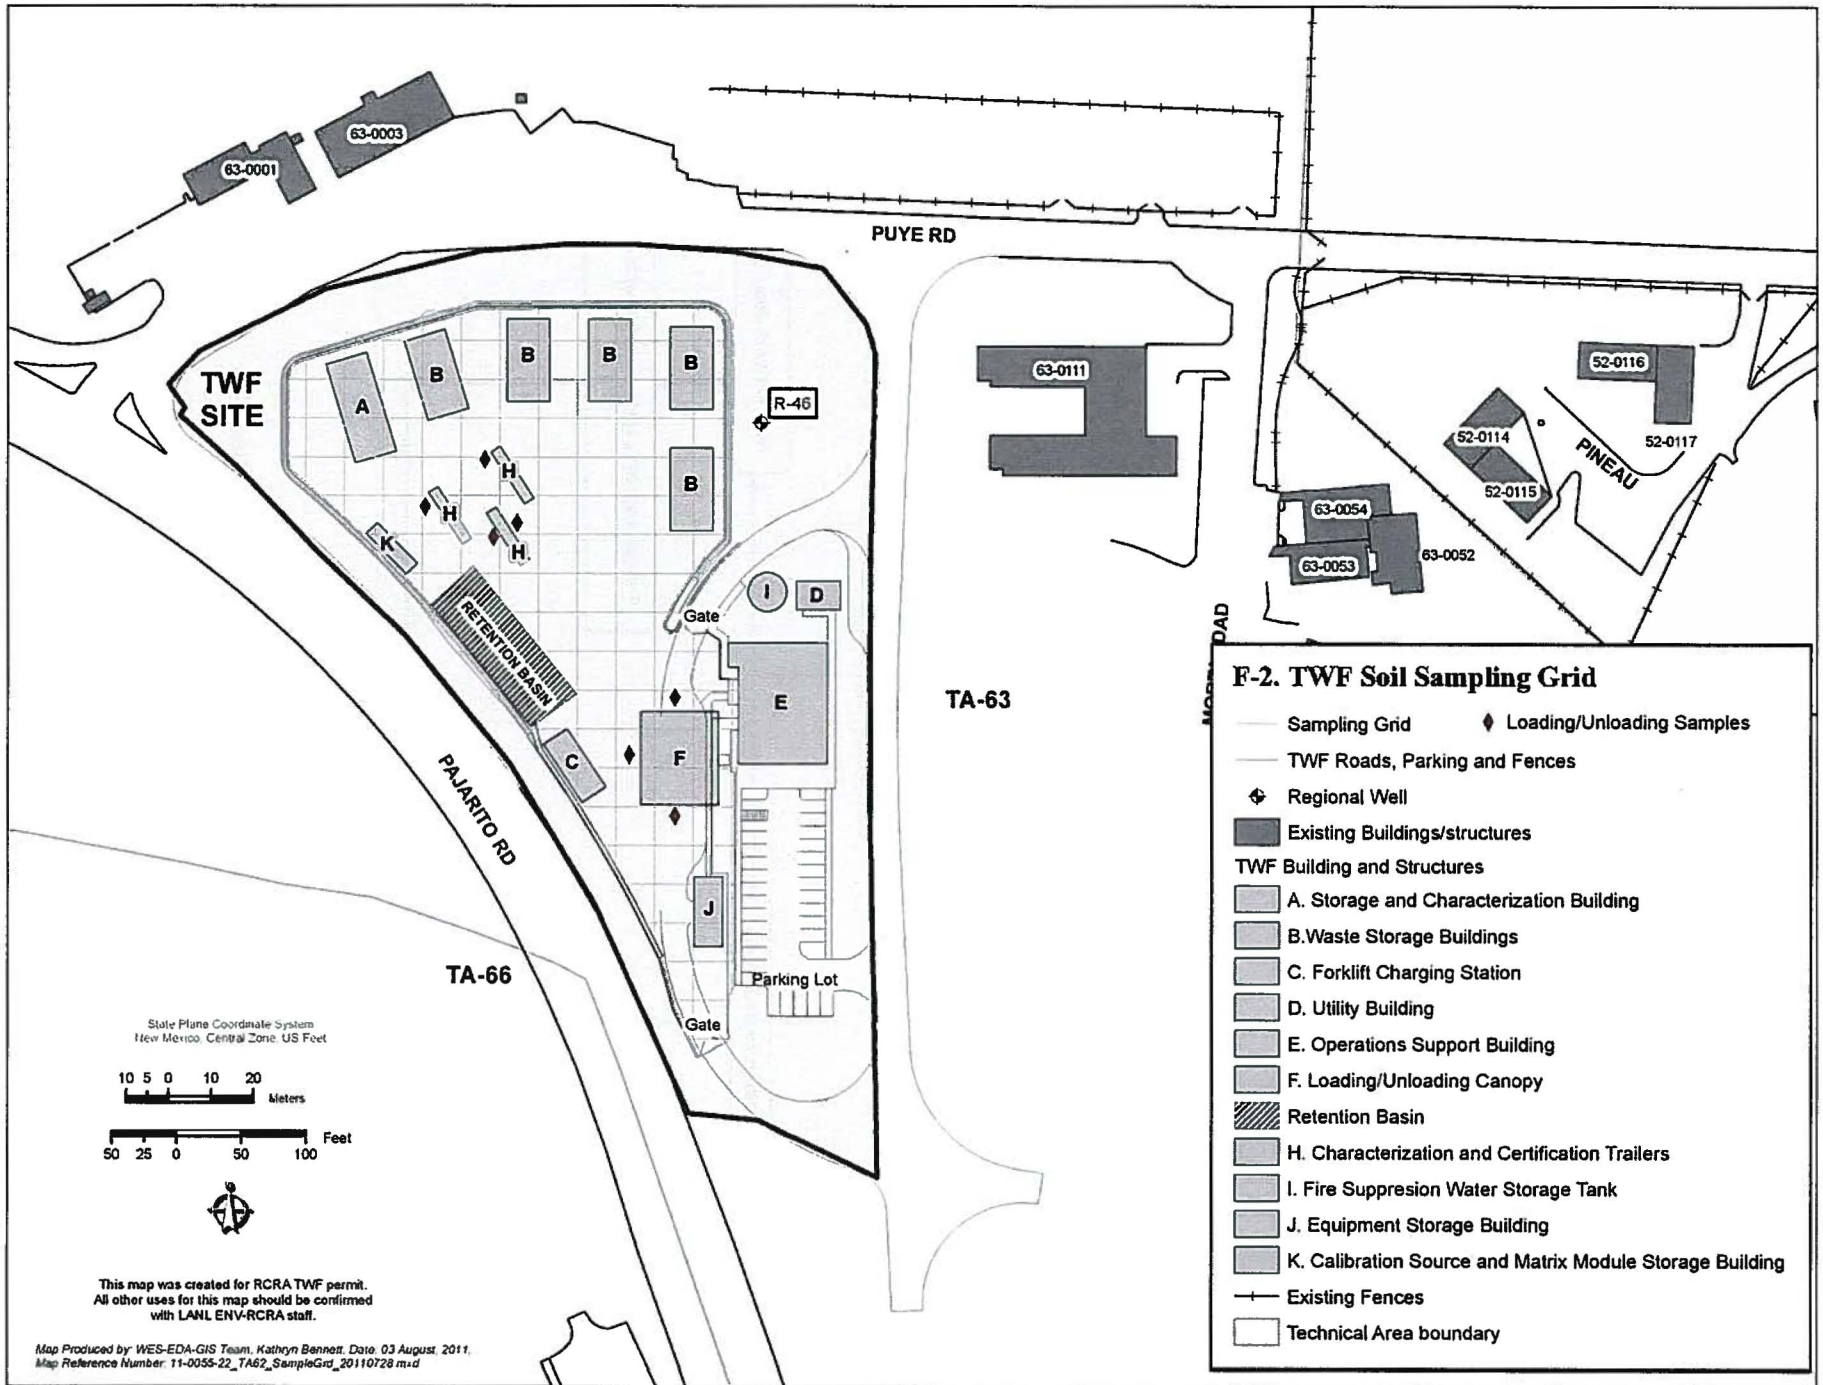 63-0003
63-0001
PUYE RD
TWF
SITE
A
B
B
B
B
R-46
B
H
H
H
K
RETENTION BASIN
Gate
I
D
E
F
C
J
PAJARITO RD
Parking Lot
Gate
TA-63
TA-66
63-0111
52-0116
52-0117
52-0114
52-0115
PINEAU
63-0054
63-0053
63-0052
State Plane Coordinate System
New Mexico, Central Zone, US Feet
10 5 0 10 20
Meters
50 25 0 50 100
Feet
This map was created for RCRA TWF permit.
All other uses for this map should be confirmed
with LANL ENV-RCRA staff.
Map Produced by: WES-EDA-GIS Team, Kathryn Bennett, Date: 03 August, 2011,
Map Reference Number: 11-0055-22_TA62_SampleGrd_20110728.mxd
F-2. TWF Soil Sampling Grid
Sampling Grid
Loading/Unloading Samples
TWF Roads, Parking and Fences
Regional Well
Existing Buildings/structures
TWF Building and Structures
A. Storage and Characterization Building
B.Waste Storage Buildings
C. Forklift Charging Station
D. Utility Building
E. Operations Support Building
F. Loading/Unloading Canopy
Retention Basin
H. Characterization and Certification Trailers
I. Fire Suppresion Water Storage Tank
J. Equipment Storage Building
K. Calibration Source and Matrix Module Storage Building
Existing Fences
Technical Area boundary